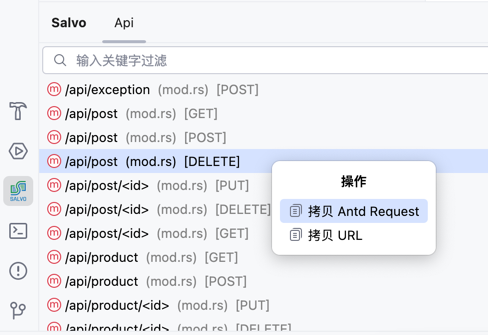 Salvo Api
输入关键字过滤
m /api/exception (mod.rs) [POST]
m /api/post (mod.rs) [GET]
m /api/post (mod.rs) [POST]
m /api/post (mod.rs) [DELETE]
操作
m /api/post/<id> (mod.rs) [PUT]
m /api/post/<id> (mod.rs) [DELETE]
拷贝 Antd Request
m /api/post/<id> (mod.rs) [GET]
拷贝 URL
m /api/product (mod.rs) [GET]
m /api/product (mod.rs) [POST]
m /api/product/<id> (mod.rs) [PUT]
m /api/product/<id> (mod.rs) [DELETE]
SALVO